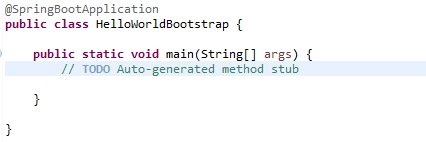 @SpringBootApplication
public class HelloWorldBootstrap {
public static void main(String[] args) {
// TODO Auto-generated method stub
}
}